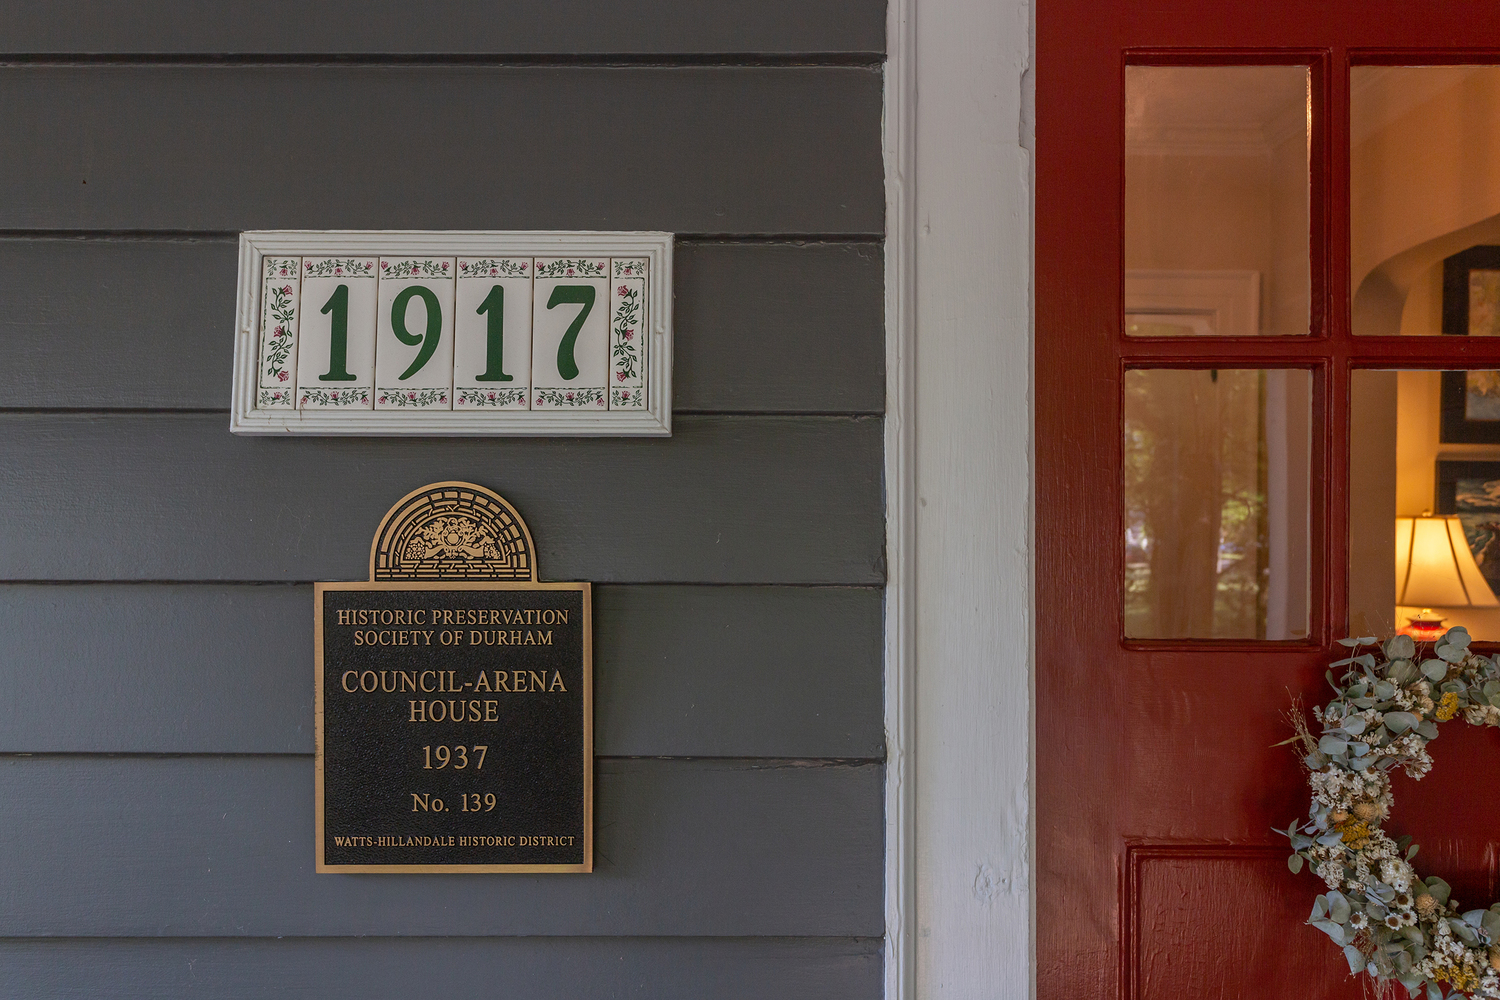 1917
HISTORIC PRESERVATION
SOCIETY OF DURHAM
COUNCIL-ARENA
HOUSE
1937
No. 139
WATTS-HILLANDALE HISTORIC DISTRICT